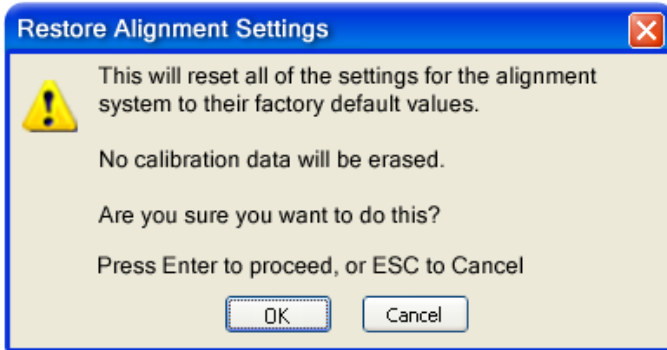 Restore Alignment Settings
This will reset all of the settings for the alignment
system to their factory default values.
No calibration data will be erased.
Are you sure you want to do this?
Press Enter to proceed, or ESC to Cancel
OK
Cancel